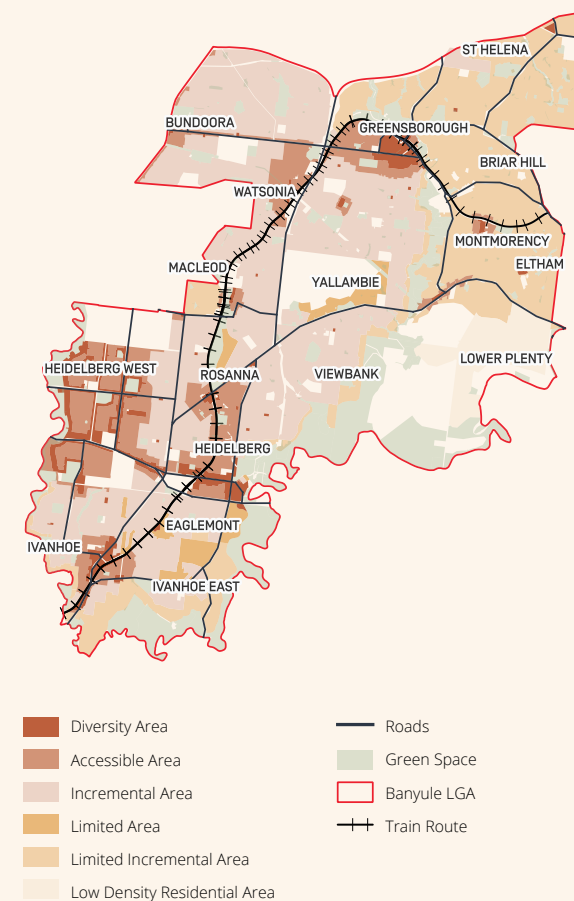 ST HELENA
BUNDOORA
GREENSBOROUGH
BRIAR HILL
WATSONIA
MONTMORENCY
ELTHAM
MACLEOD
YALLAMBIE
LOWER PLENTY
HEIDELBERG WEST
ROSANNA
VIEWBANK
HEIDELBERG
EAGLEMONT
IVANHOE
IVANHOE EAST
Diversity Area
Accessible Area
Incremental Area
Limited Area
Limited Incremental Area
Low Density Residential Area
Roads
Green Space
Banyule LGA
Train Route